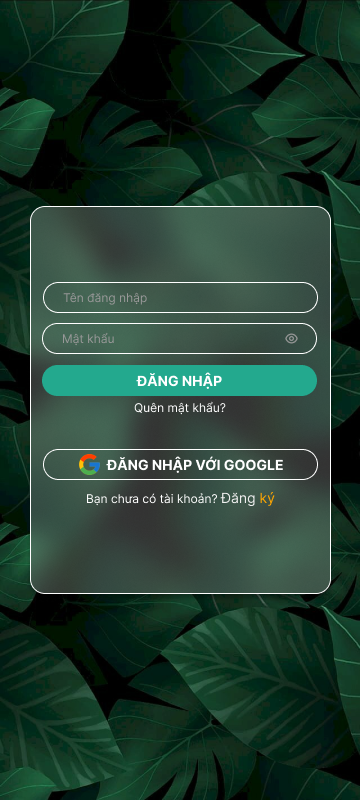 Tên đăng nhập
Mật khẩu
ĐĂNG NHẬP
Quên mật khẩu?
ĐĂNG NHẬP VỚI GOOGLE
Bạn chưa có tài khoản? Đăng ký